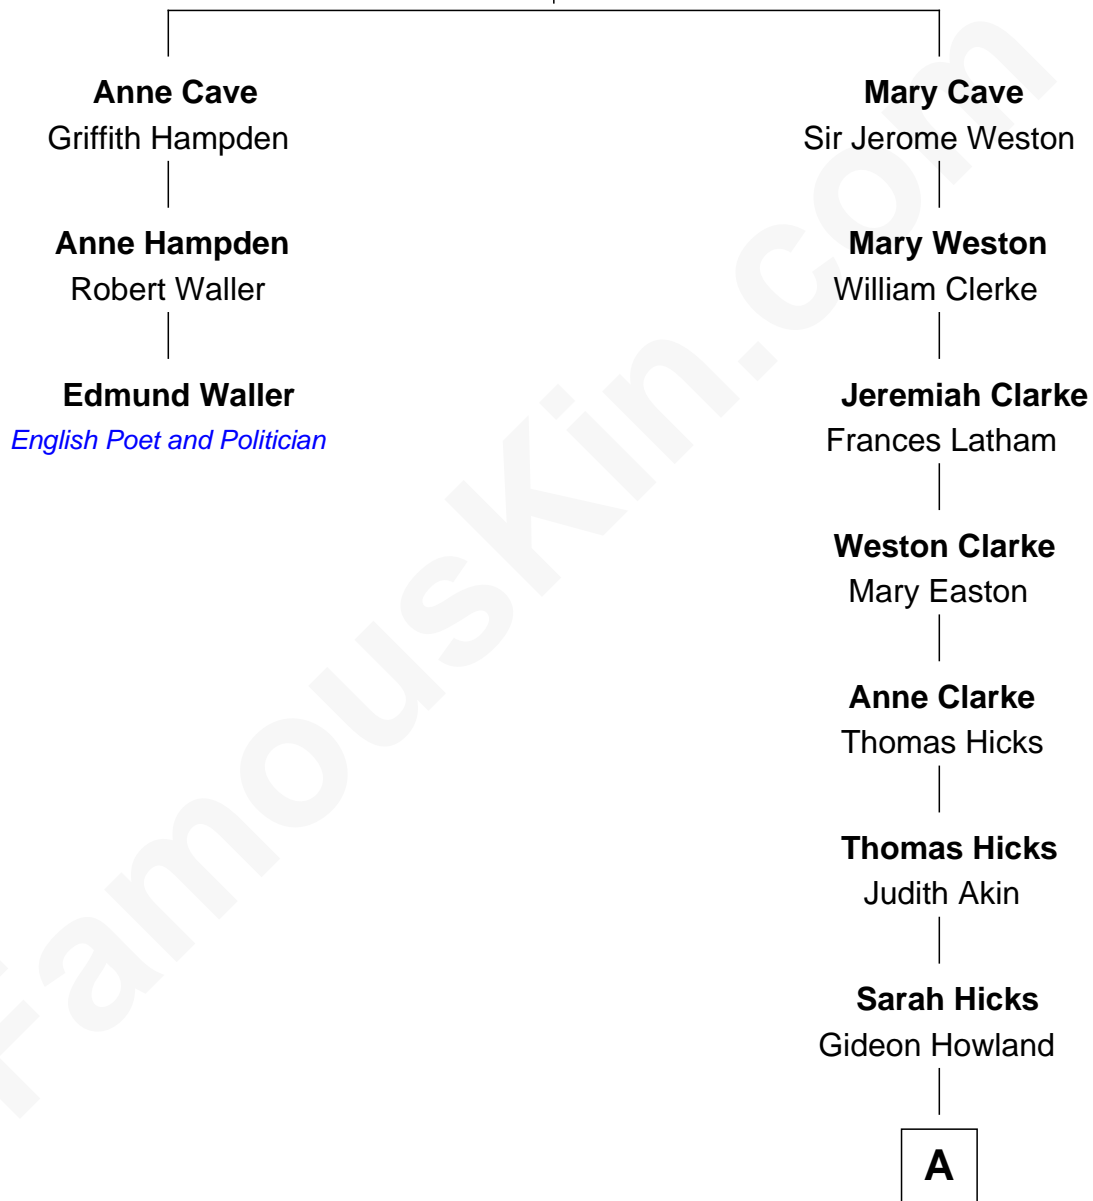 Anne Cave
Griffith Hampden
Anne Hampden
Robert Waller
Edmund Waller
English Poet and Politician
Mary Cave
Sir Jerome Weston
Mary Weston
William Clerke
Jeremiah Clarke
Frances Latham
Weston Clarke
Mary Easton
Anne Clarke
Thomas Hicks
Thomas Hicks
Judith Akin
Sarah Hicks
Gideon Howland
A
FamousKin.com